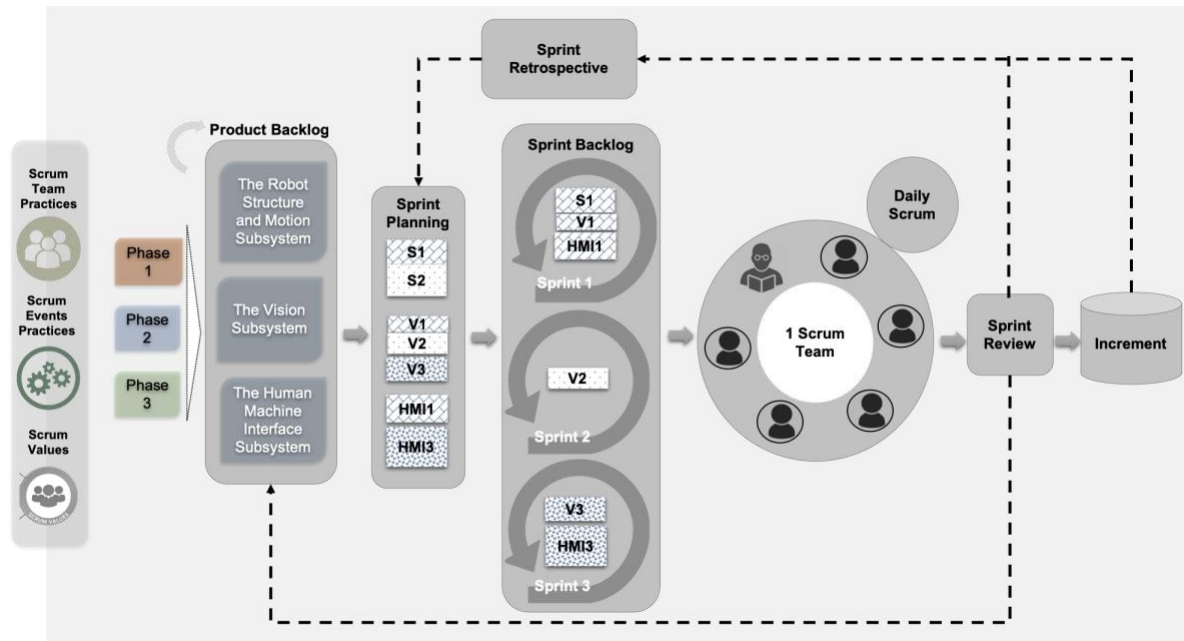 Scrum
Team
Practices
Scrum
Events
Practices
Scrum
Values
Phase
1
Phase
2
Phase
3
Product Backlog
The Robot
Structure
and Motion
Subsystem
The Vision
Subsystem
The Human
Machine
Interface
Subsystem
Sprint
Retrospective
Sprint
Planning
S1
S2
V1
V2
V3
HMI1
HMI3
Sprint Backlog
S1
V1
HMI1
Sprint 1
V2
Sprint 2
V3
HMI3
Sprint 3
Daily
Scrum
1 Scrum
Team
Sprint
Review
Increment